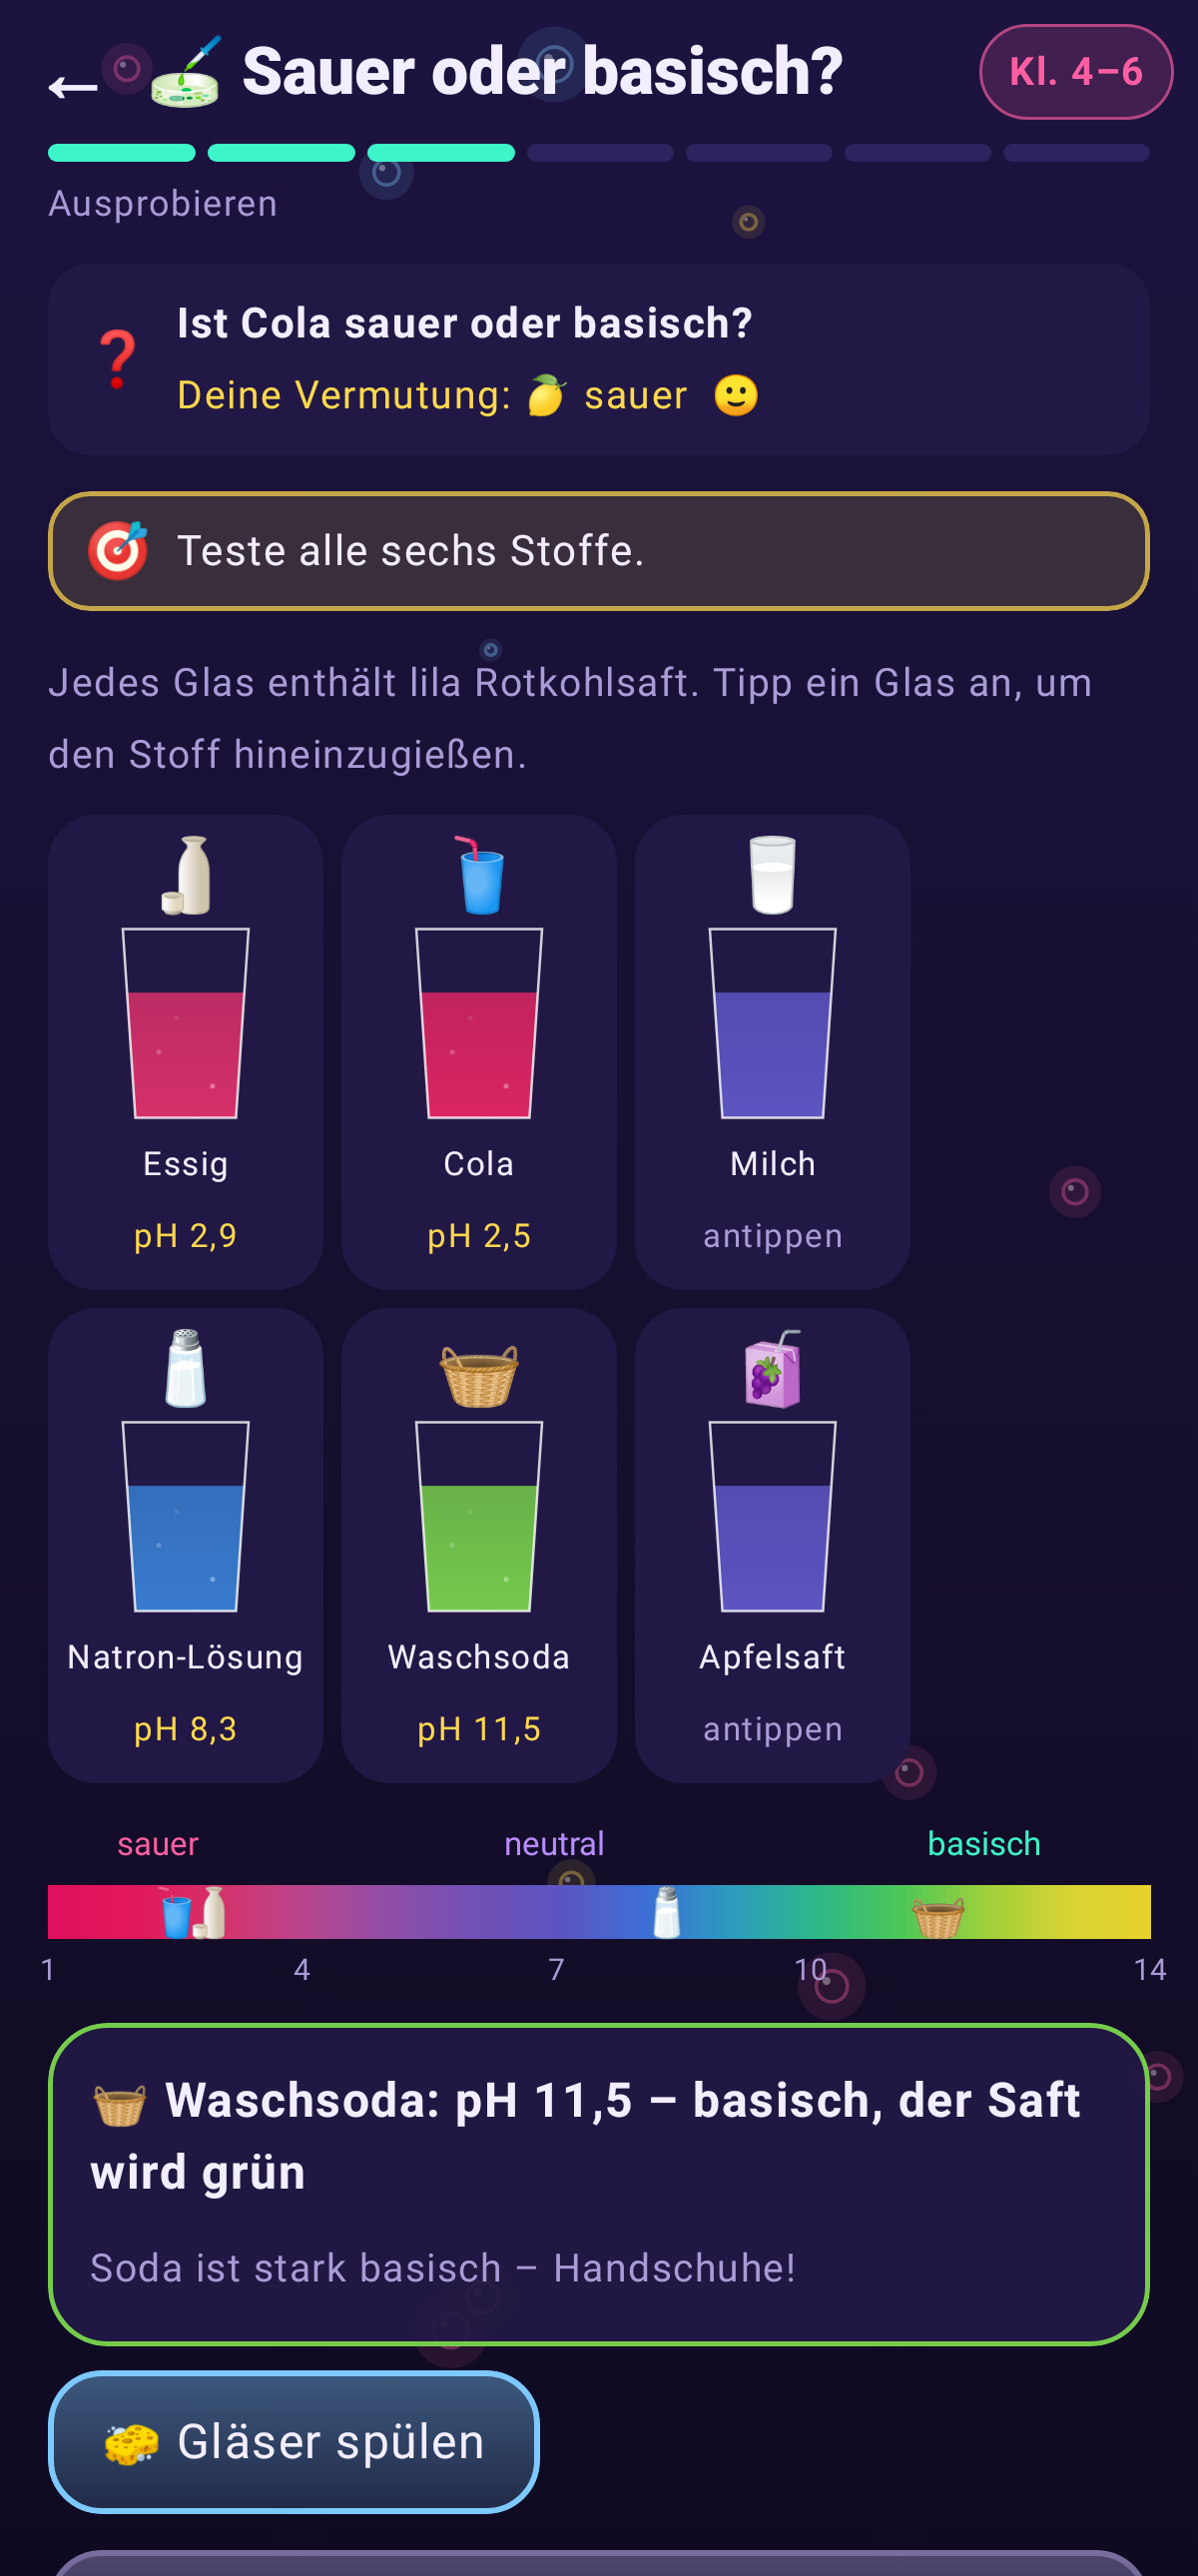 ← Sauer oder basisch? Kl. 4–6
Ausprobieren
Ist Cola sauer oder basisch?
Deine Vermutung: 🍋 sauer 🙂
Teste alle sechs Stoffe.
Jedes Glas enthält lila Rotkohlsaft. Tipp ein Glas an, um
den Stoff hineinzugießen.
Essig Cola Milch
pH 2,9 pH 2,5 antippen
Natron-Lösung Waschsoda Apfelsaft
pH 8,3 pH 11,5 antippen
sauer neutral basisch
1 4 7 10 14
Waschsoda: pH 11,5 – basisch, der Saft
wird grün
Soda ist stark basisch – Handschuhe!
Gläser spülen